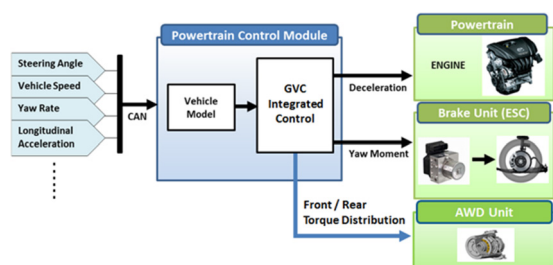 Steering Angle
Vehicle Speed
Yaw Rate
Longitudinal
Acceleration
CAN
Powertrain Control Module
Vehicle
Model
GVC
Integrated
Control
Deceleration
Yaw Moment
Front / Rear
Torque Distribution
Powertrain
ENGINE
Brake Unit (ESC)
AWD Unit